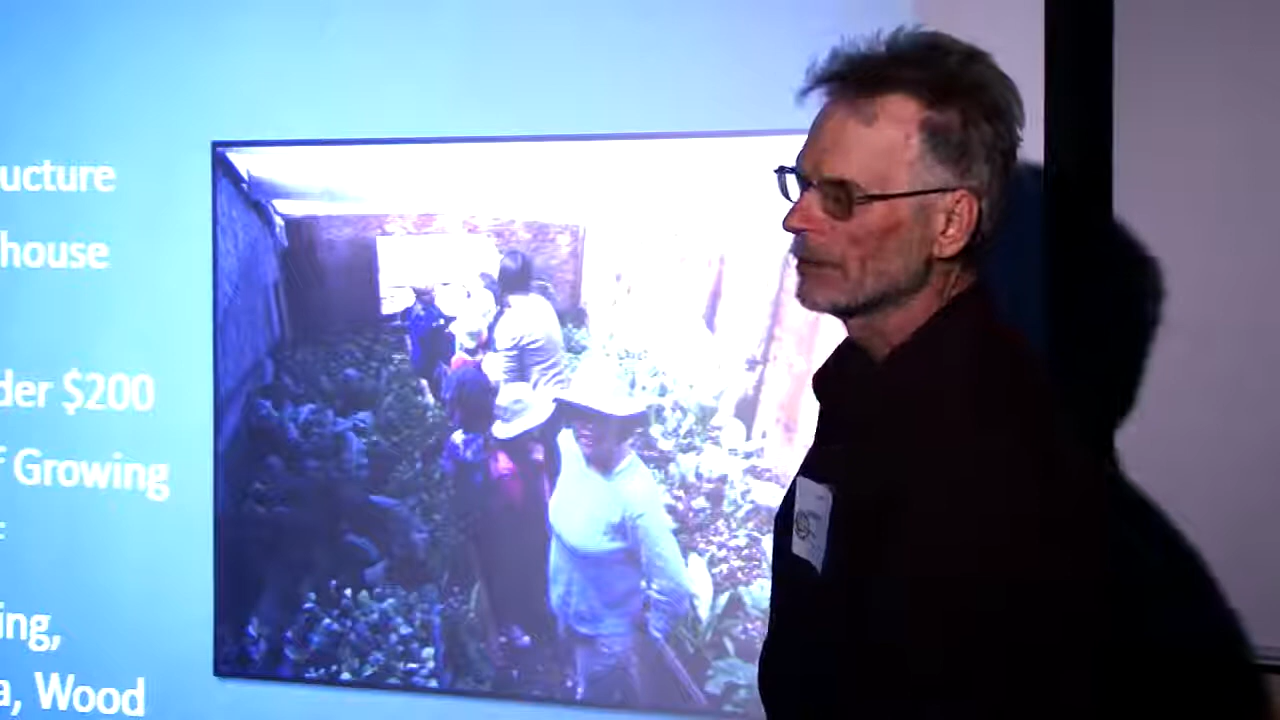 ucture
house
der $200
f Growing
:
ing,
a, Wood